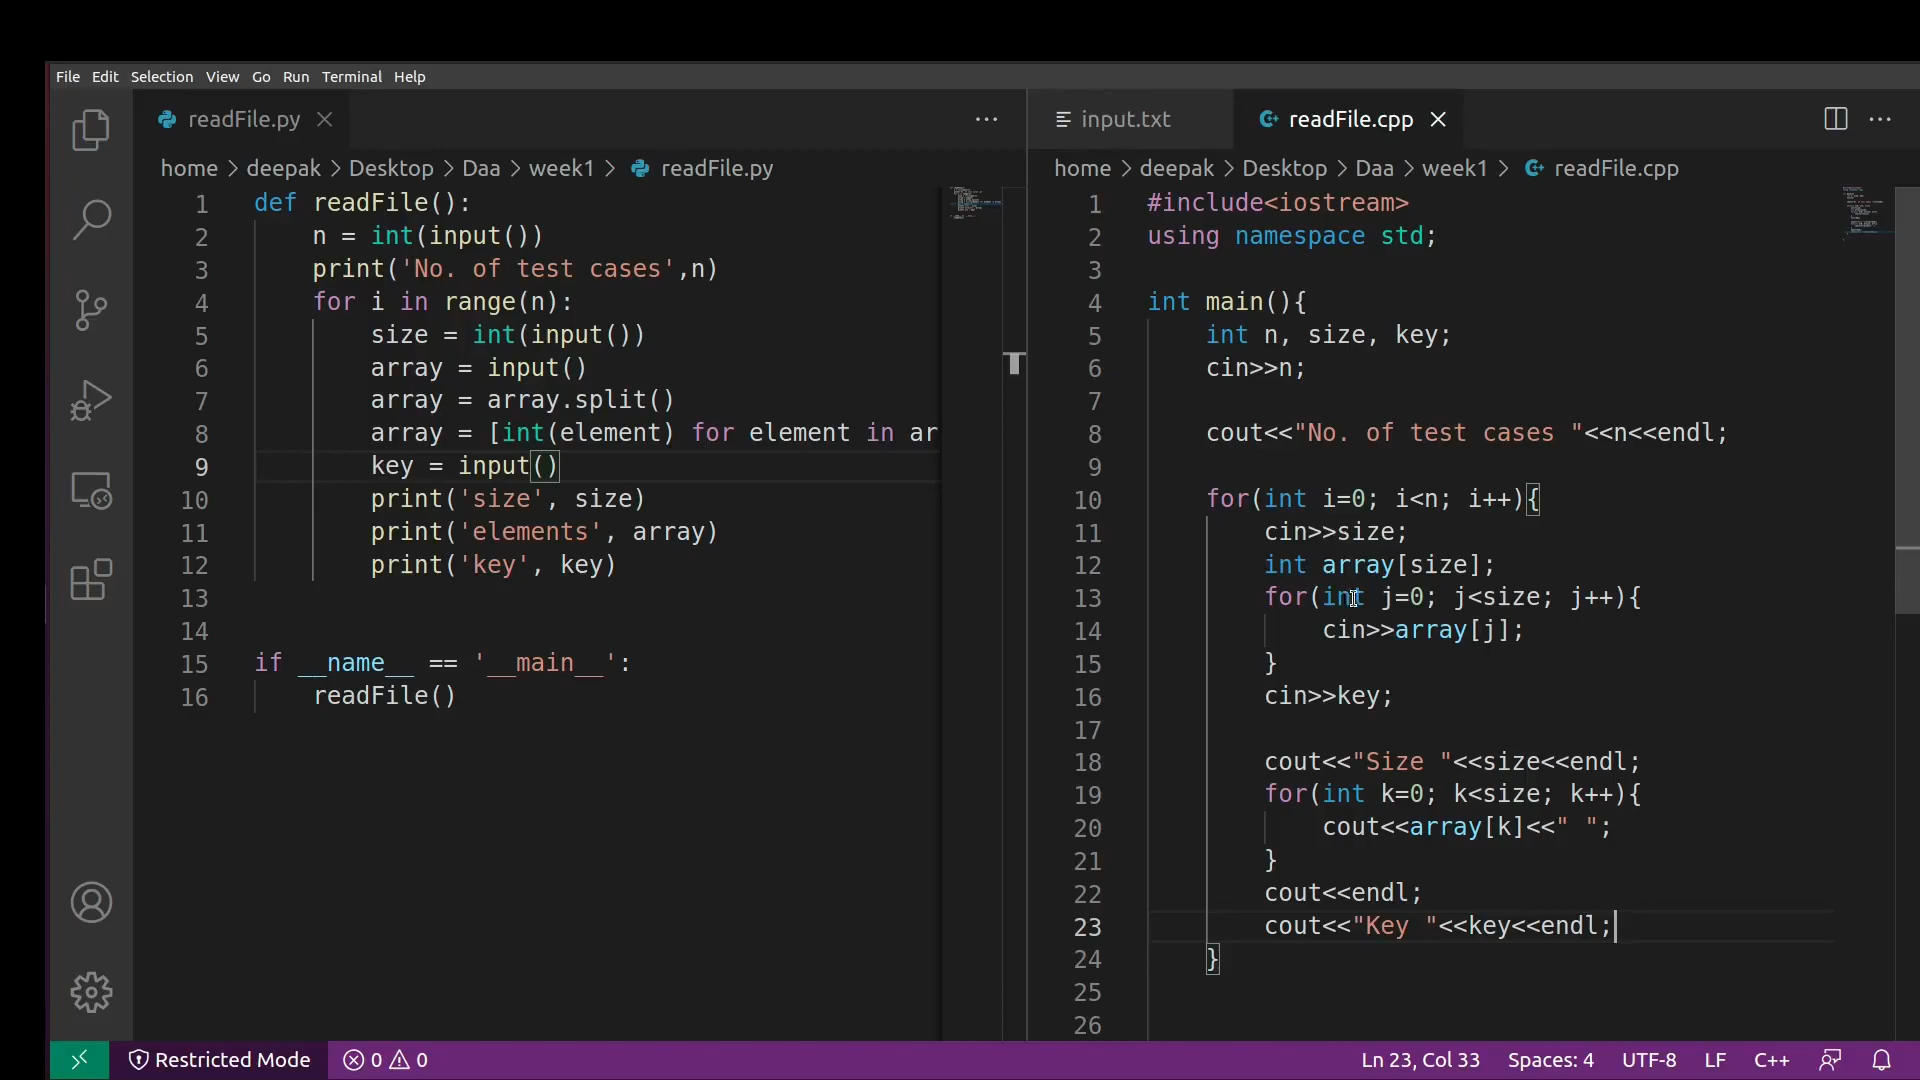 File Edit Selection View Go Run Terminal Help
readFile.py
home > deepak > Desktop > Daa > week1 > readFile.py
1 def readFile():
2 n = int(input())
3 print('No. of test cases',n)
4 for i in range(n):
5 size = int(input())
6 array = input()
7 array = array.split()
8 array = [int(element) for element in ar
9 key = input()
10 print('size', size)
11 print('elements', array)
12 print('key', key)
13
14
15 if __name__ == '__main__':
16 readFile()
input.txt readFile.cpp
home > deepak > Desktop > Daa > week1 > readFile.cpp
1 #include<iostream>
2 using namespace std;
3
4 int main(){
5 int n, size, key;
6 cin>>n;
7
8 cout<<"No. of test cases "<<n<<endl;
9
10 for(int i=0; i<n; i++){
11 cin>>size;
12 int array[size];
13 for(int j=0; j<size; j++){
14 cin>>array[j];
15 }
16 cin>>key;
17
18 cout<<"Size "<<size<<endl;
19 for(int k=0; k<size; k++){
20 cout<<array[k]<<" ";
21 }
22 cout<<endl;
23 cout<<"Key "<<key<<endl;
24 }
25
26
Restricted Mode 0 0 Ln 23, Col 33 Spaces: 4 UTF-8 LF C++